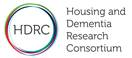 HDRC
Housing and
Dementia
Research
Consortium